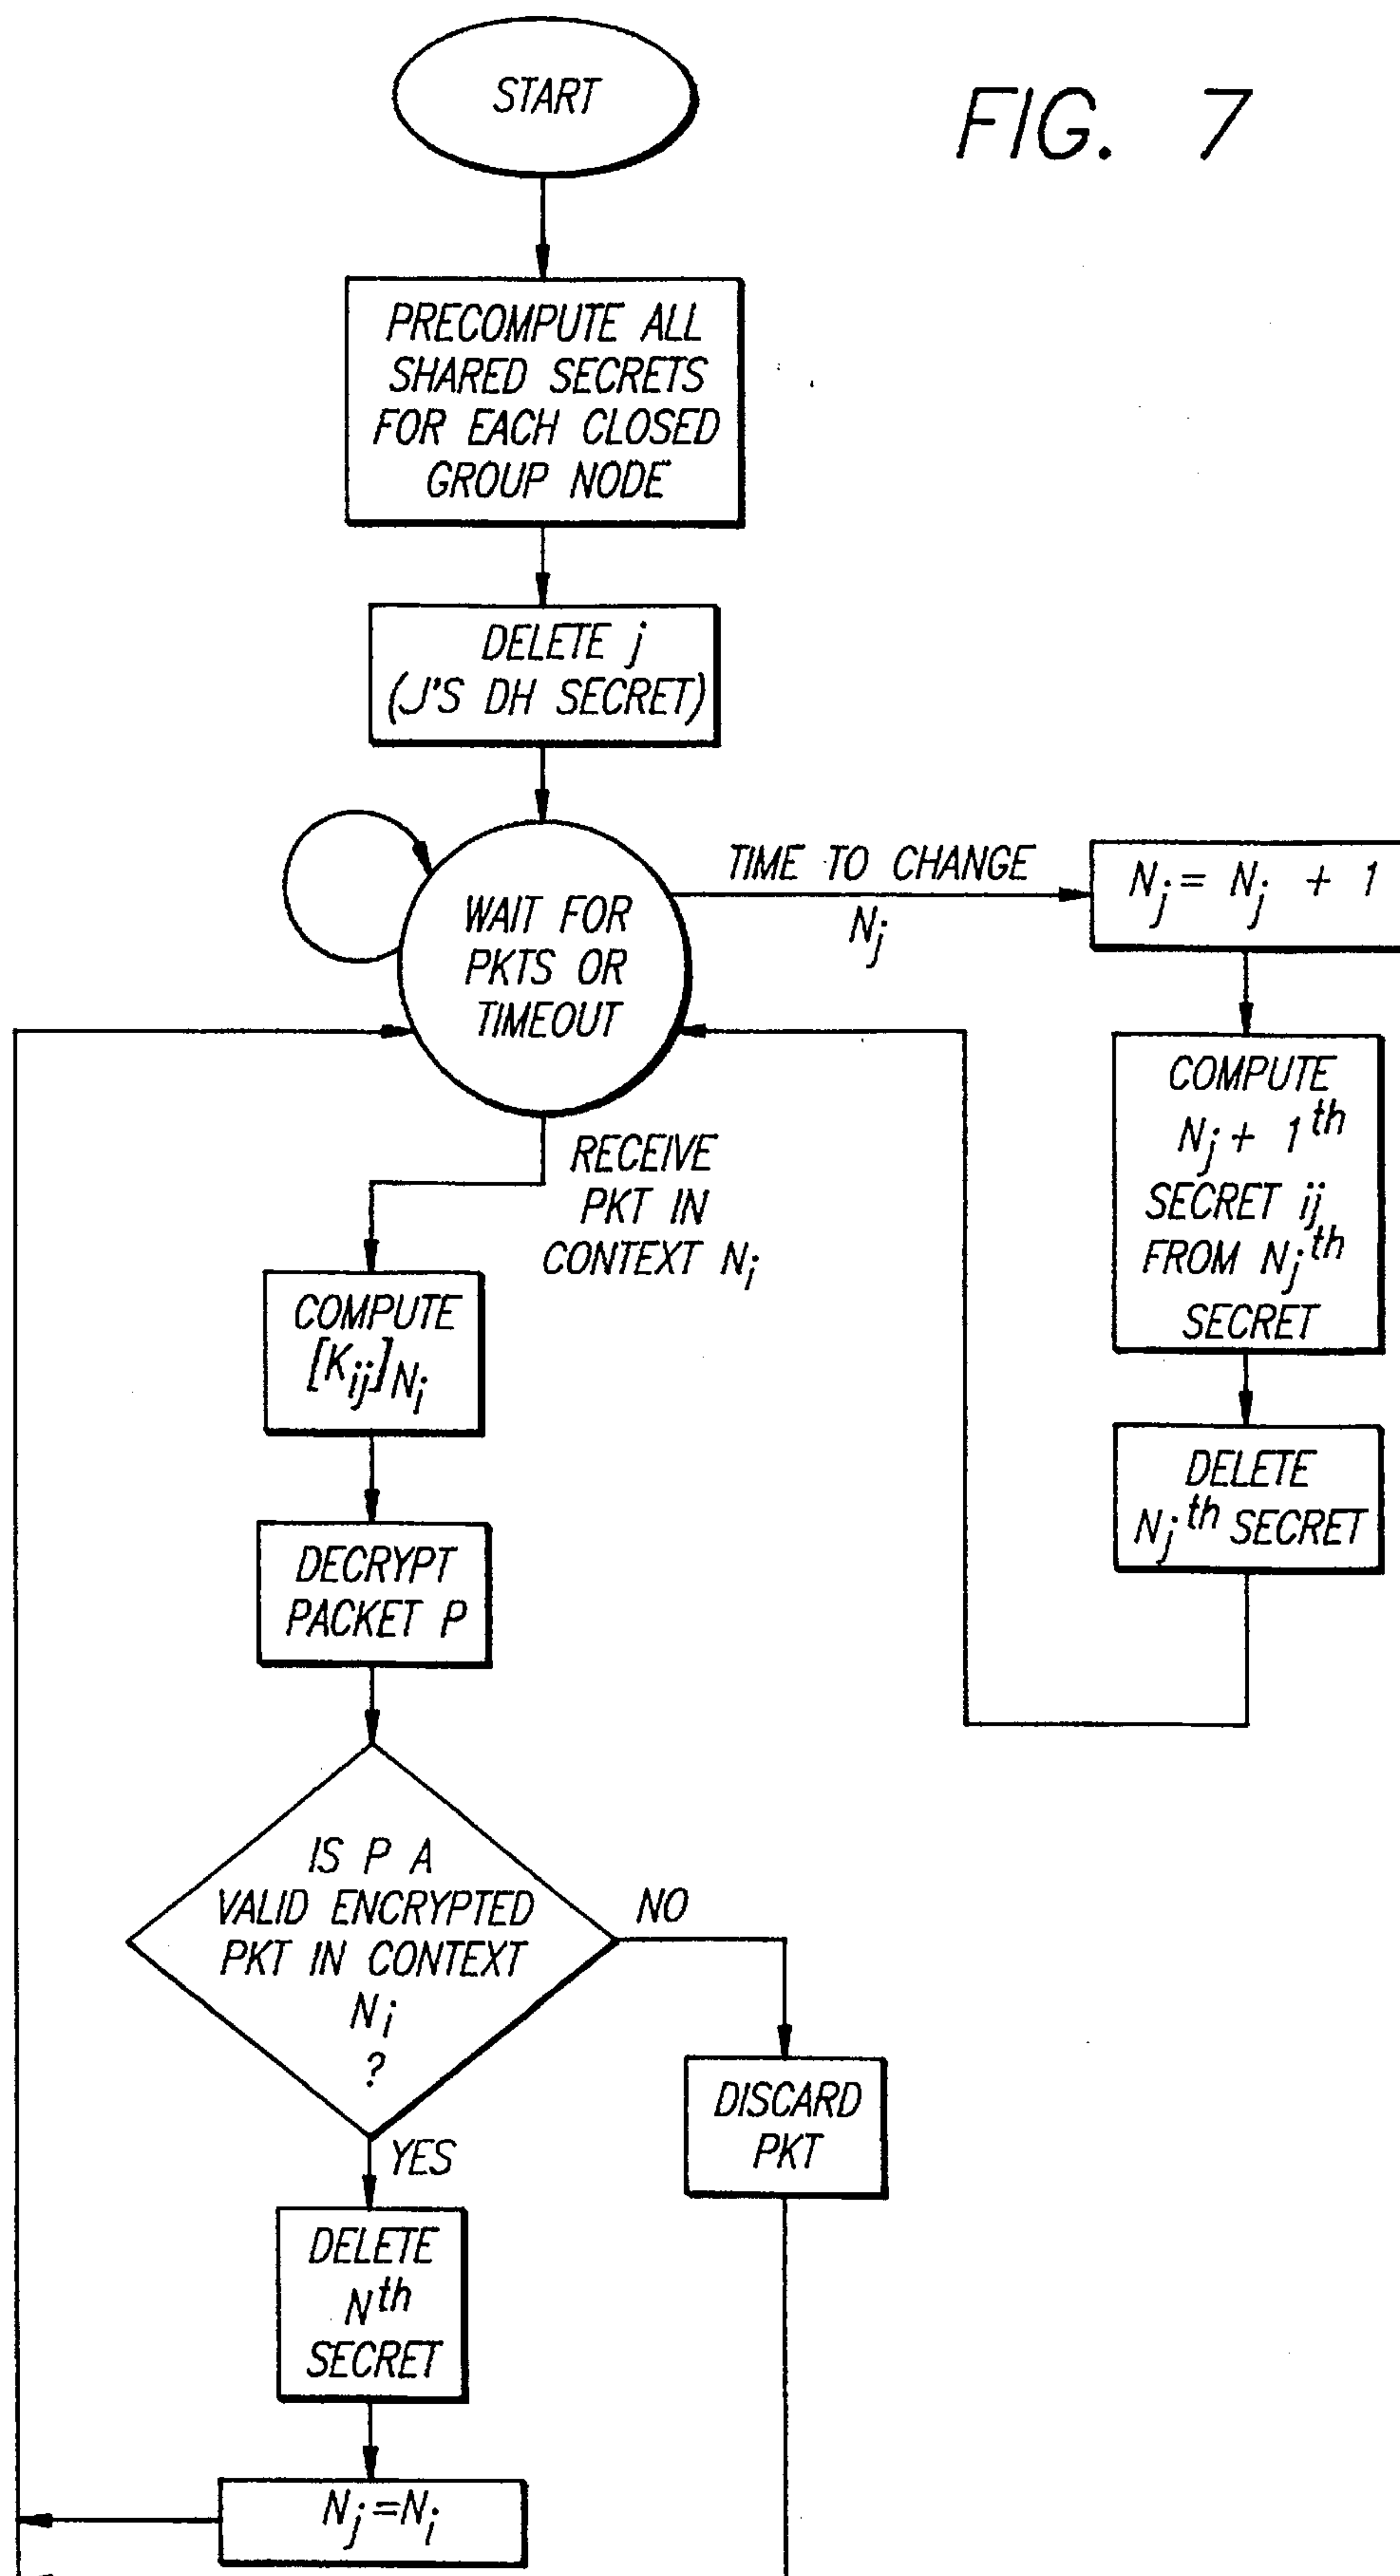 START
FIG. 7
PRECOMPUTE ALL
SHARED SECRETS
FOR EACH CLOSED
GROUP NODE
DELETE j
(J'S DH SECRET)
WAIT FOR
PKTS OR
TIMEOUT
TIME TO CHANGE
Nj
Nj = Nj + 1
COMPUTE
Nj + 1th
SECRET ij
FROM Njth
SECRET
DELETE
Njth SECRET
RECEIVE
PKT IN
CONTEXT Ni
COMPUTE
[Kij]Ni
DECRYPT
PACKET P
IS P A
VALID ENCRYPTED
PKT IN CONTEXT
Ni
?
NO
DISCARD
PKT
YES
DELETE
Nth
SECRET
Nj=Ni